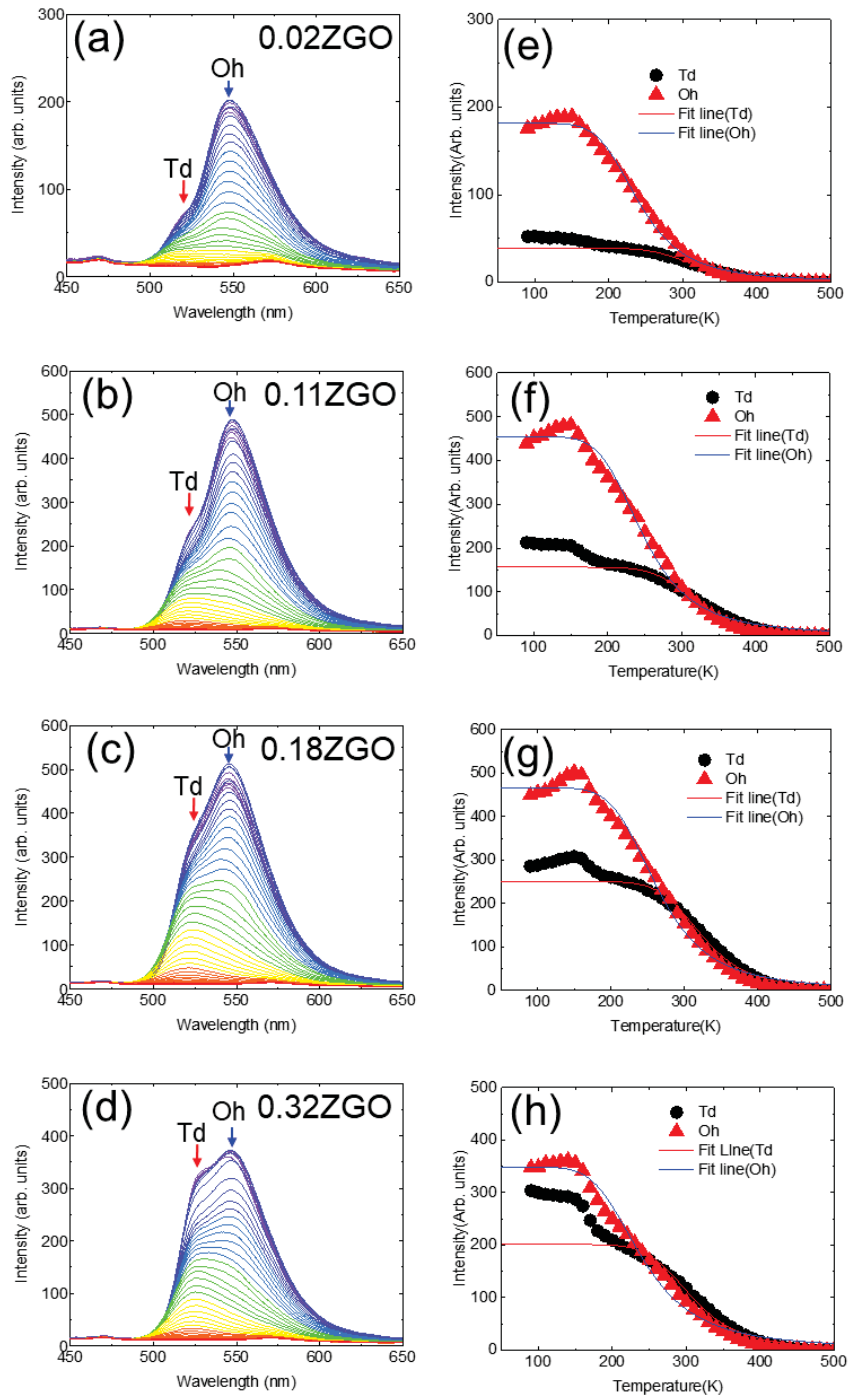 (a) 0.02ZGO
Oh
Td
Intensity (arb. units)
300
200
100
0
450 500 550 600 650
Wavelength (nm)
(e)
Td
Oh
Fit line(Td)
Fit line(Oh)
Intensity(Arb. units)
300
200
100
0
100 200 300 400 500
Temperature(K)
(b) Oh 0.11ZGO
Td
Intensity (arb. units)
600
500
400
300
200
100
0
450 500 550 600 650
Wavelength (nm)
(f)
Td
Oh
Fit line(Td)
Fit line(Oh)
Intensity(Arb. units)
600
500
400
300
200
100
0
100 200 300 400 500
Temperature(K)
(c) Oh 0.18ZGO
Td
Intensity (arb. units)
600
500
400
300
200
100
0
450 500 550 600 650
Wavelength (nm)
(g)
Td
Oh
Fit line(Td)
Fit line(Oh)
Intensity(Arb. units)
600
500
400
300
200
100
0
100 200 300 400 500
Temperature(K)
(d) Oh 0.32ZGO
Td
Intensity (arb. units)
500
400
300
200
100
0
450 500 550 600 650
Wavelength (nm)
(h)
Td
Oh
Fit LIne(Td
Fit line(Oh)
Intensity(Arb. units)
500
400
300
200
100
0
100 200 300 400 500
Temperature(K)